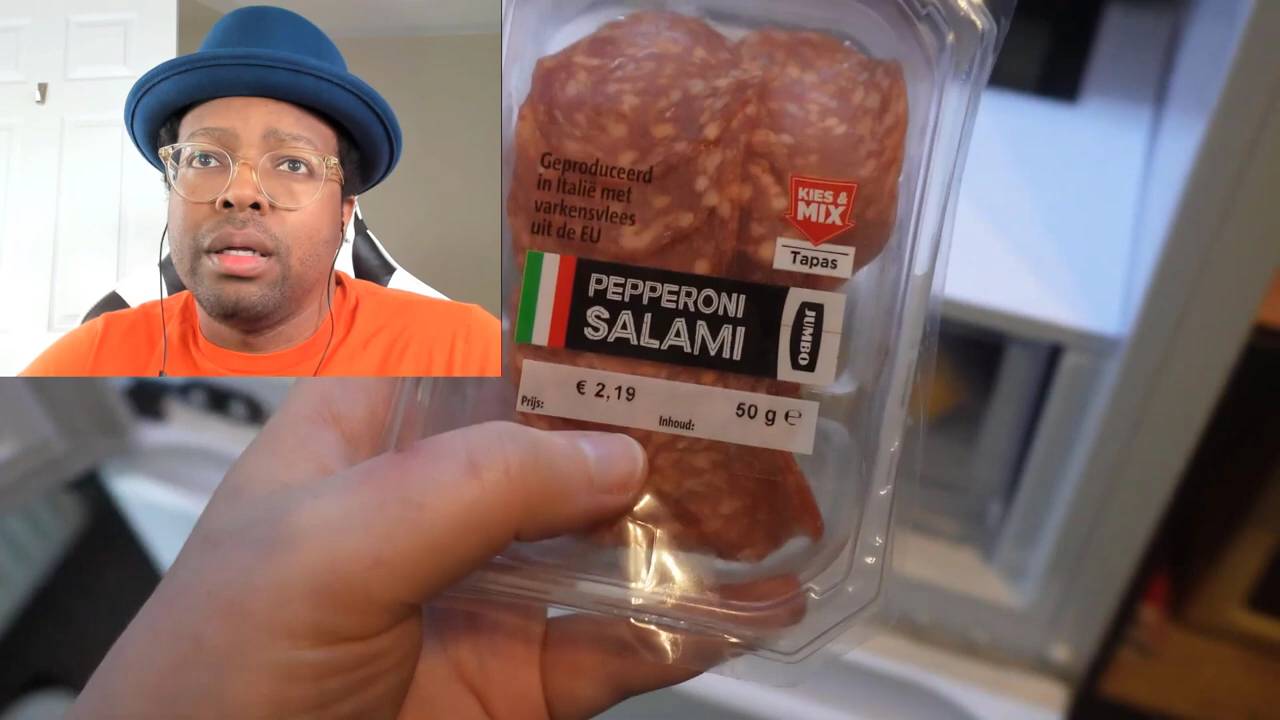 Geproduceerd
in Italië met
varkensvlees
uit de EU
KIES &
MIX
Tapas
PEPPERONI
SALAMI
JUMBO
Prijs:
€ 2,19
Inhoud:
50 g ℮